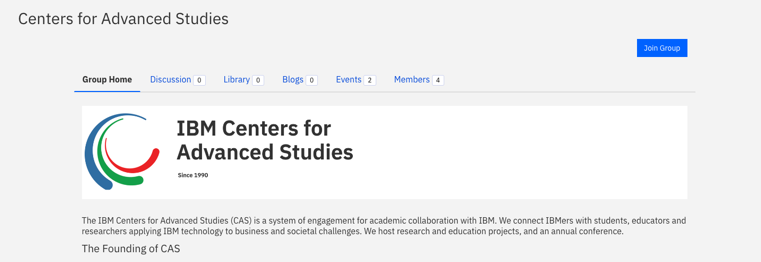 Centers for Advanced Studies
Join Group
Group Home Discussion 0 Library 0 Blogs 0 Events 2 Members 4
IBM Centers for
Advanced Studies
Since 1990
The IBM Centers for Advanced Studies (CAS) is a system of engagement for academic collaboration with IBM. We connect IBMers with students, educators and
researchers applying IBM technology to business and societal challenges. We host research and education projects, and an annual conference.
The Founding of CAS